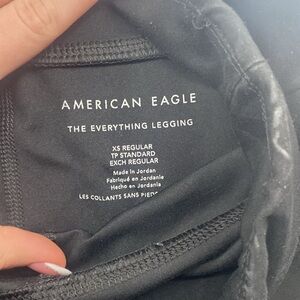 AMERICAN EAGLE
THE EVERYTHING LEGGING
XS REGULAR
TP STANDARD
EXCH REGULAR
Made in Jordan
Fabriqué en Jordanie
Hecho en Jordania
LES COLLANTS SANS